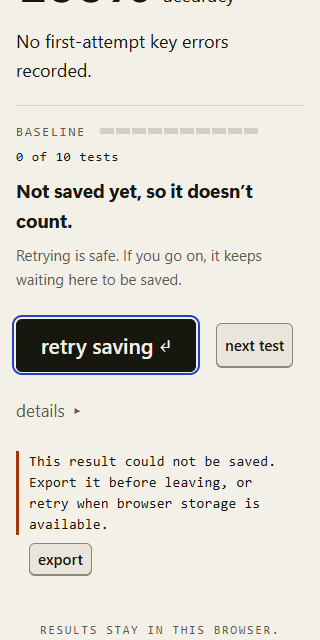 No first-attempt key errors
recorded.
BASELINE
0 of 10 tests
Not saved yet, so it doesn’t
count.
Retrying is safe. If you go on, it keeps
waiting here to be saved.
retry saving ↵ next test
details ▸
This result could not be saved.
Export it before leaving, or
retry when browser storage is
available.
export
RESULTS STAY IN THIS BROWSER.